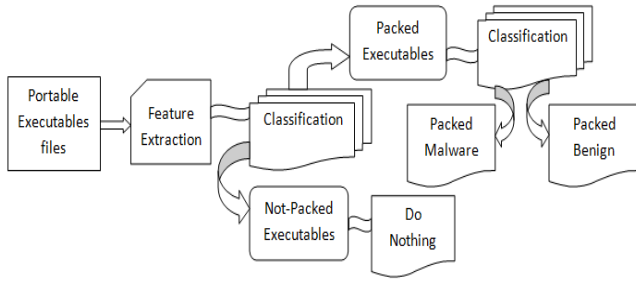 Portable
Executables
files
Feature
Extraction
Classification
Packed
Executables
Classification
Packed
Malware
Packed
Benign
Not-Packed
Executables
Do
Nothing